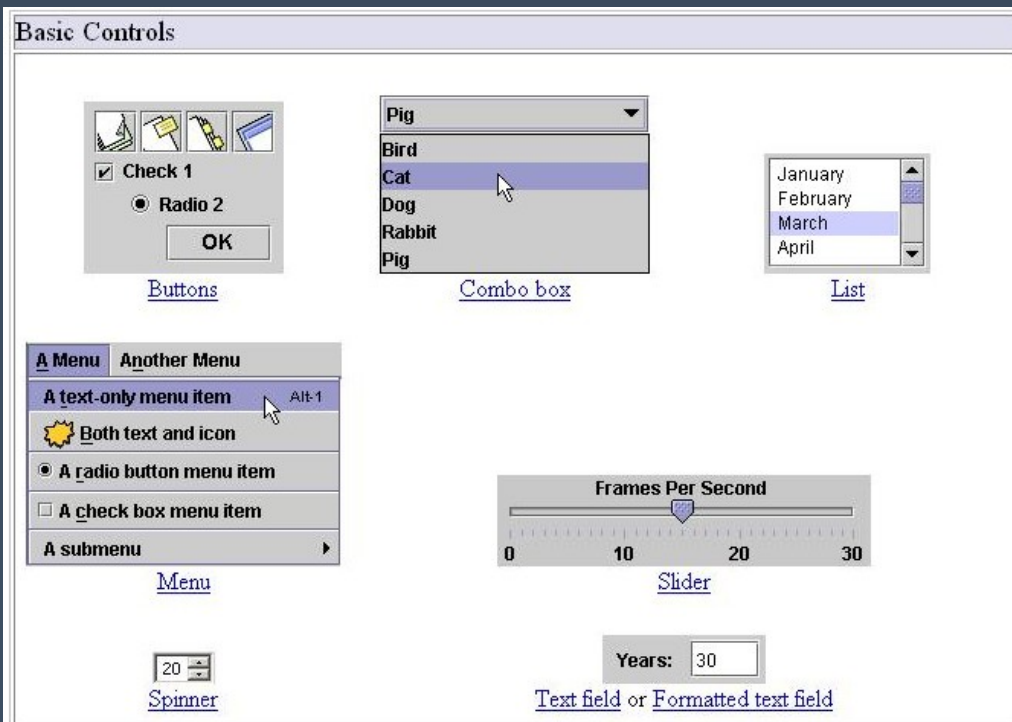 Basic Controls
Check 1
Radio 2
OK
Buttons
Pig
Bird
Cat
Dog
Rabbit
Pig
Combo box
January
February
March
April
List
A Menu Another Menu
A text-only menu item Alt-1
Both text and icon
A radio button menu item
A check box menu item
A submenu
Menu
Frames Per Second
0 10 20 30
Slider
20
Spinner
Years: 30
Text field or Formatted text field